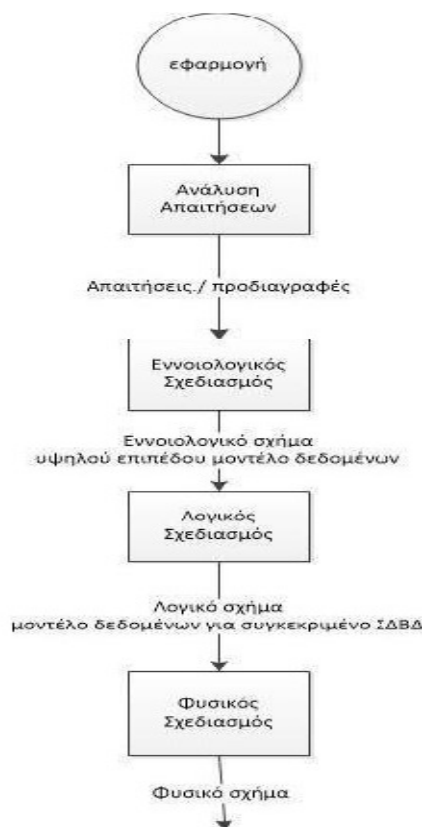 εφαρμογή
Ανάλυση
Απαιτήσεων
Απαιτήσεις./ προδιαγραφές
Εννοιολογικός
Σχεδιασμός
Εννοιολογικό σχήμα
υψηλού επιπέδου μοντέλο δεδομένων
Λογικός
Σχεδιασμός
Λογικό σχήμα
μοντέλο δεδομένων για συγκεκριμένο ΣΔΒΔ
Φυσικός
Σχεδιασμός
Φυσικό σχήμα